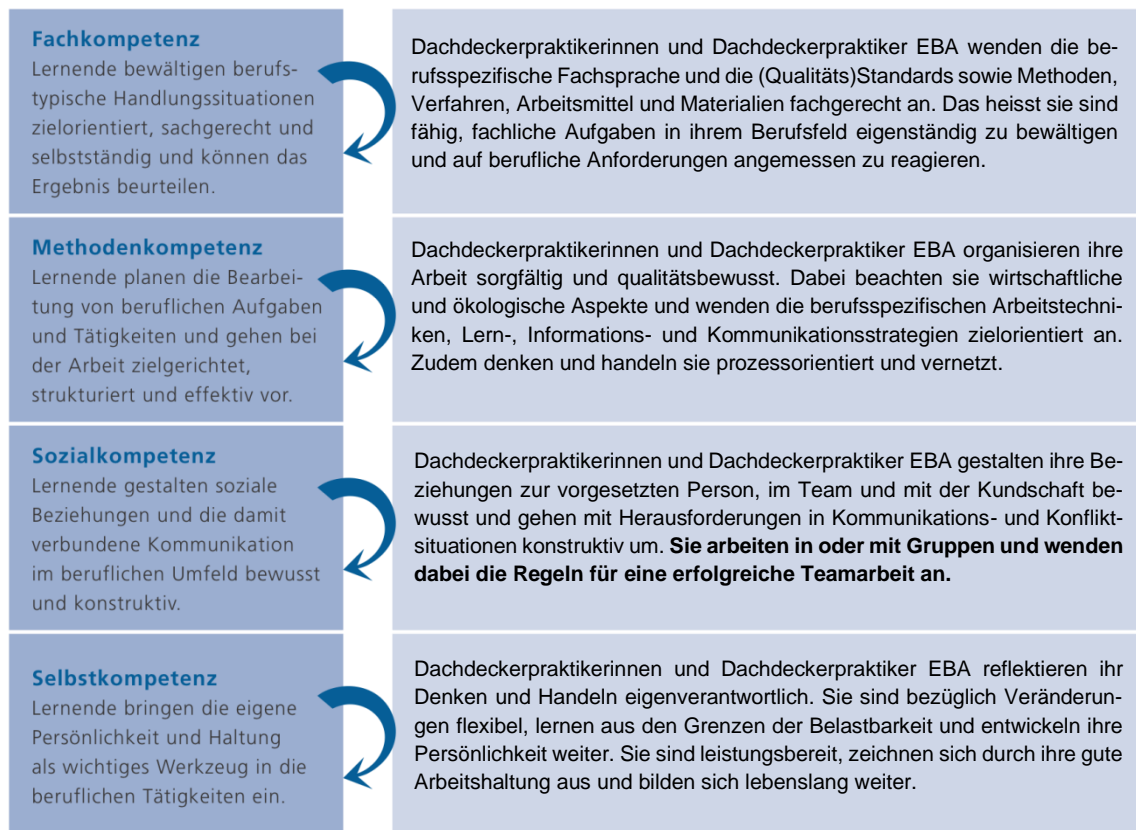 Fachkompetenz
Lernende bewältigen berufs-
typische Handlungssituationen
zielorientiert, sachgerecht und
selbstständig und können das
Ergebnis beurteilen.
Dachdeckerpraktikerinnen und Dachdeckerpraktiker EBA wenden die be-
rufsspezifische Fachsprache und die (Qualitäts)Standards sowie Methoden,
Verfahren, Arbeitsmittel und Materialien fachgerecht an. Das heisst sie sind
fähig, fachliche Aufgaben in ihrem Berufsfeld eigenständig zu bewältigen
und auf berufliche Anforderungen angemessen zu reagieren.
Methodenkompetenz
Lernende planen die Bearbei-
tung von beruflichen Aufgaben
und Tätigkeiten und gehen bei
der Arbeit zielgerichtet,
strukturiert und effektiv vor.
Dachdeckerpraktikerinnen und Dachdeckerpraktiker EBA organisieren ihre
Arbeit sorgfältig und qualitätsbewusst. Dabei beachten sie wirtschaftliche
und ökologische Aspekte und wenden die berufsspezifischen Arbeitstechni-
ken, Lern-, Informations- und Kommunikationsstrategien zielorientiert an.
Zudem denken und handeln sie prozessorientiert und vernetzt.
Sozialkompetenz
Lernende gestalten soziale
Beziehungen und die damit
verbundene Kommunikation
im beruflichen Umfeld bewusst
und konstruktiv.
Dachdeckerpraktikerinnen und Dachdeckerpraktiker EBA gestalten ihre Be-
ziehungen zur vorgesetzten Person, im Team und mit der Kundschaft be-
wusst und gehen mit Herausforderungen in Kommunikations- und Konflikt-
situationen konstruktiv um. Sie arbeiten in oder mit Gruppen und wenden
dabei die Regeln für eine erfolgreiche Teamarbeit an.
Selbstkompetenz
Lernende bringen die eigene
Persönlichkeit und Haltung
als wichtiges Werkzeug in die
beruflichen Tätigkeiten ein.
Dachdeckerpraktikerinnen und Dachdeckerpraktiker EBA reflektieren ihr
Denken und Handeln eigenverantwortlich. Sie sind bezüglich Veränderun-
gen flexibel, lernen aus den Grenzen der Belastbarkeit und entwickeln ihre
Persönlichkeit weiter. Sie sind leistungsbereit, zeichnen sich durch ihre gute
Arbeitshaltung aus und bilden sich lebenslang weiter.